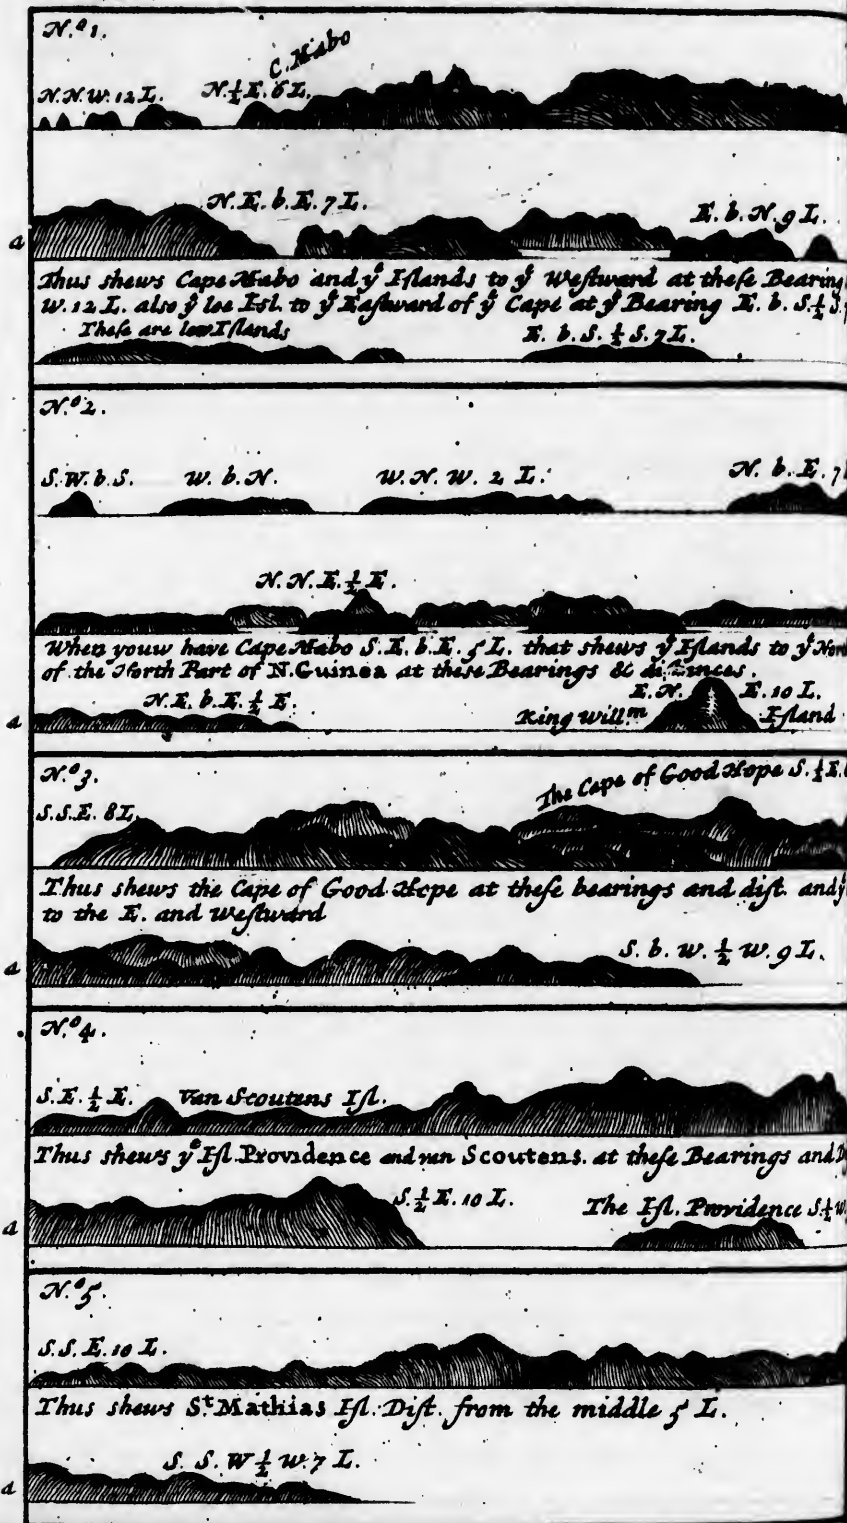 N.o 1.
C. Mabo
N.N.W. 12 L. N. ½ E. 6 L.
N.E. b. E. 7 L. E. b. N. 9 L.
a
Thus shews Cape Mabo and yͤ Iſlands to yͤ Weſtward at theſe Bearing
W. 12 L. alſo yͤ Isl. to yͤ Eaſtward of yͤ Cape at yͤ Bearing E. b. S. ½ S.
Theſe are low Iſlands E. b. S. ½ S. 7 L.
N.o 2.
S.W. b. S. W. b. N. W.N.W. 2 L. N. b. E. 7
N.N.E. ½ E.
When youw have Cape Mabo S.E. b. E. 5 L. that shews yͤ Iſlands to yͤ Nor
of the North Part of N. Guinea at these Bearings & distances.
N.E. b. E. ½ E. E.N. E. 10 L.
a King Will.m Iſland
N.o 3.
The Cape of Good Hope S. ½ E.
S.S.E. 8 L.
Thus shews the Cape of Good Hope at theſe bearings and diſt. and yͤ
to the E. and Weſtward
a S. b. W. ½ W. 9 L.
N.o 4.
S.E. ½ E. Van Scoutens Iſl.
Thus shews yͤ Iſl. Providence and van Scoutens. at theſe Bearings and D
S. ½ E. 10 L. The Iſl. Providence S. ½ W
a
N.o 5.
S.S.E. 10 L.
Thus shews S.t Mathias Iſl. Diſt. from the middle 5 L.
S.S.W ½ W. 7 L.
a